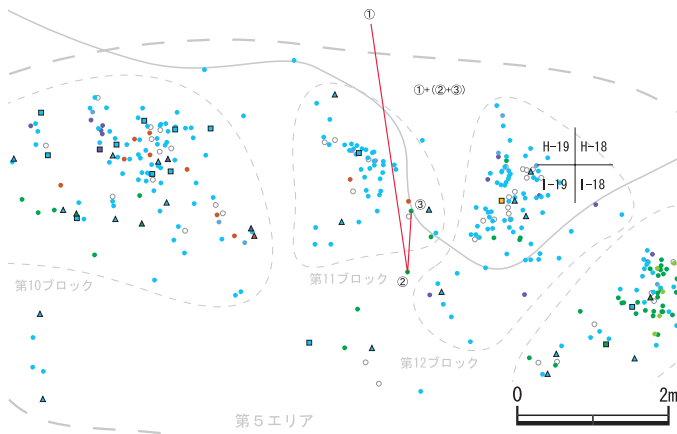 ①
①+(②+③)
H-19 H-18
I-19 I-18
③
第11ブロック
②
第10ブロック
第12ブロック
第５エリア
0 2m